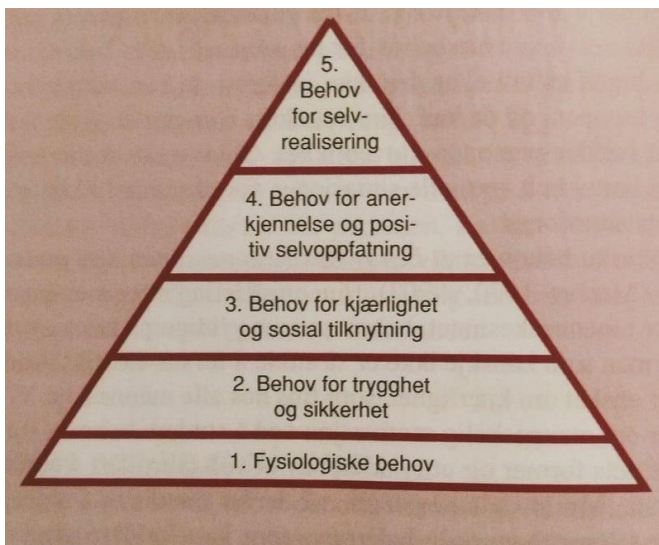 5.
Behov
for selv-
realisering
4. Behov for aner-
kjennelse og posi-
tiv selvoppfatning
3. Behov for kjærlighet
og sosial tilknytning
2. Behov for trygghet
og sikkerhet
1. Fysiologiske behov